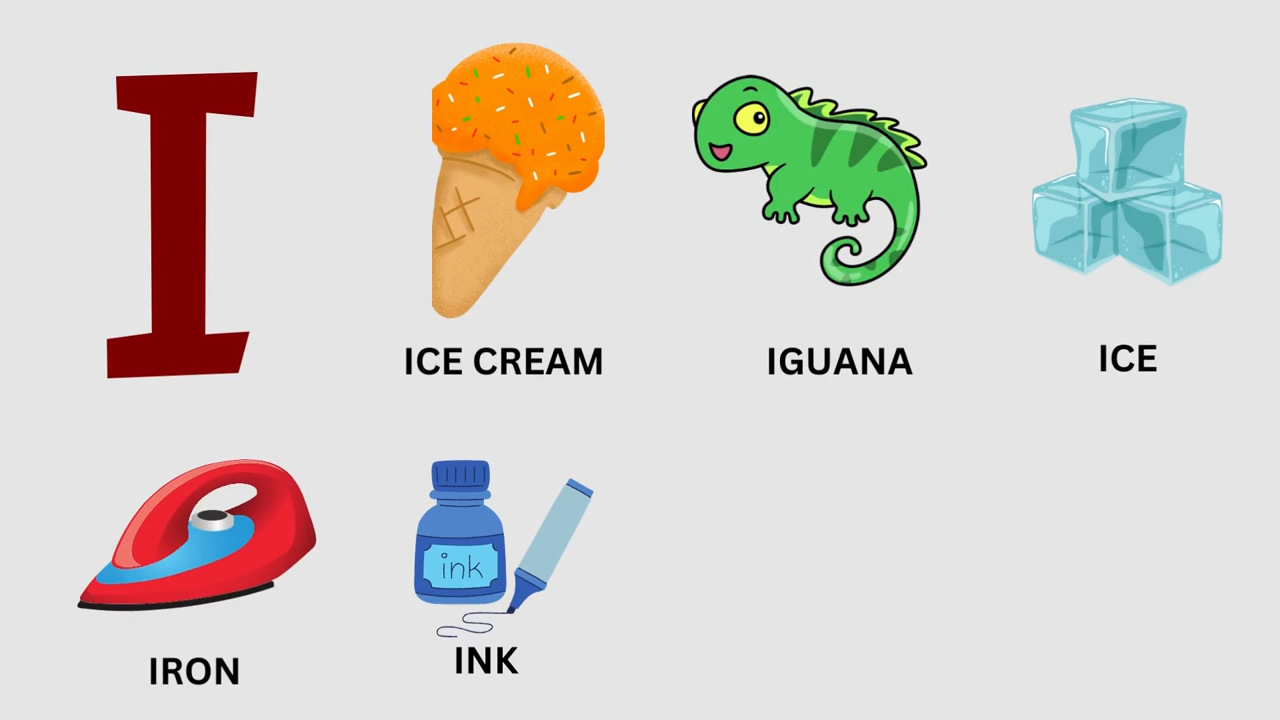 I
ICE CREAM
IGUANA
ICE
ink
IRON
INK